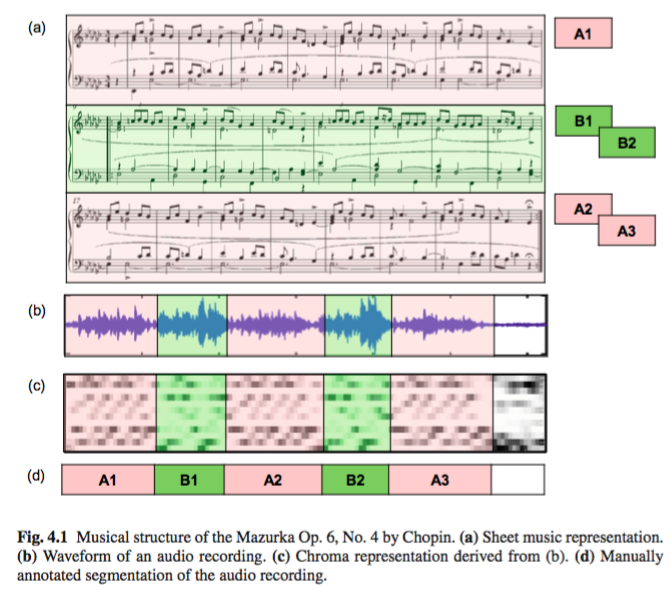 (a)
A1
B1
B2
17
A2
A3
(b)
(c)
(d)
A1 B1 A2 B2 A3
Fig. 4.1 Musical structure of the Mazurka Op. 6, No. 4 by Chopin. (a) Sheet music representation.
(b) Waveform of an audio recording. (c) Chroma representation derived from (b). (d) Manually
annotated segmentation of the audio recording.